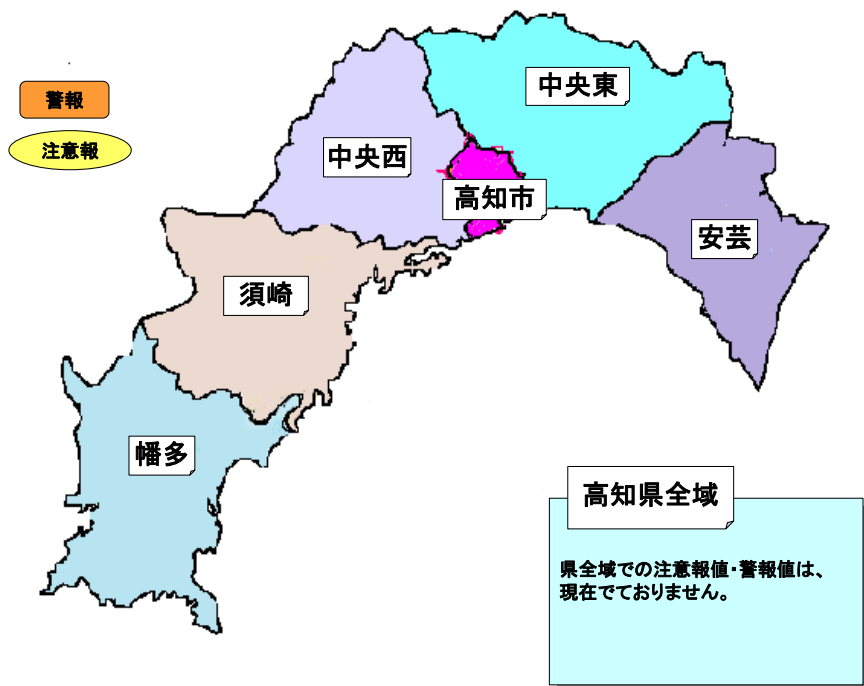 警報
注意報
中央東
中央西
高知市
安芸
須崎
幡多
高知県全域
県全域での注意報値・警報値は、
現在でておりません。